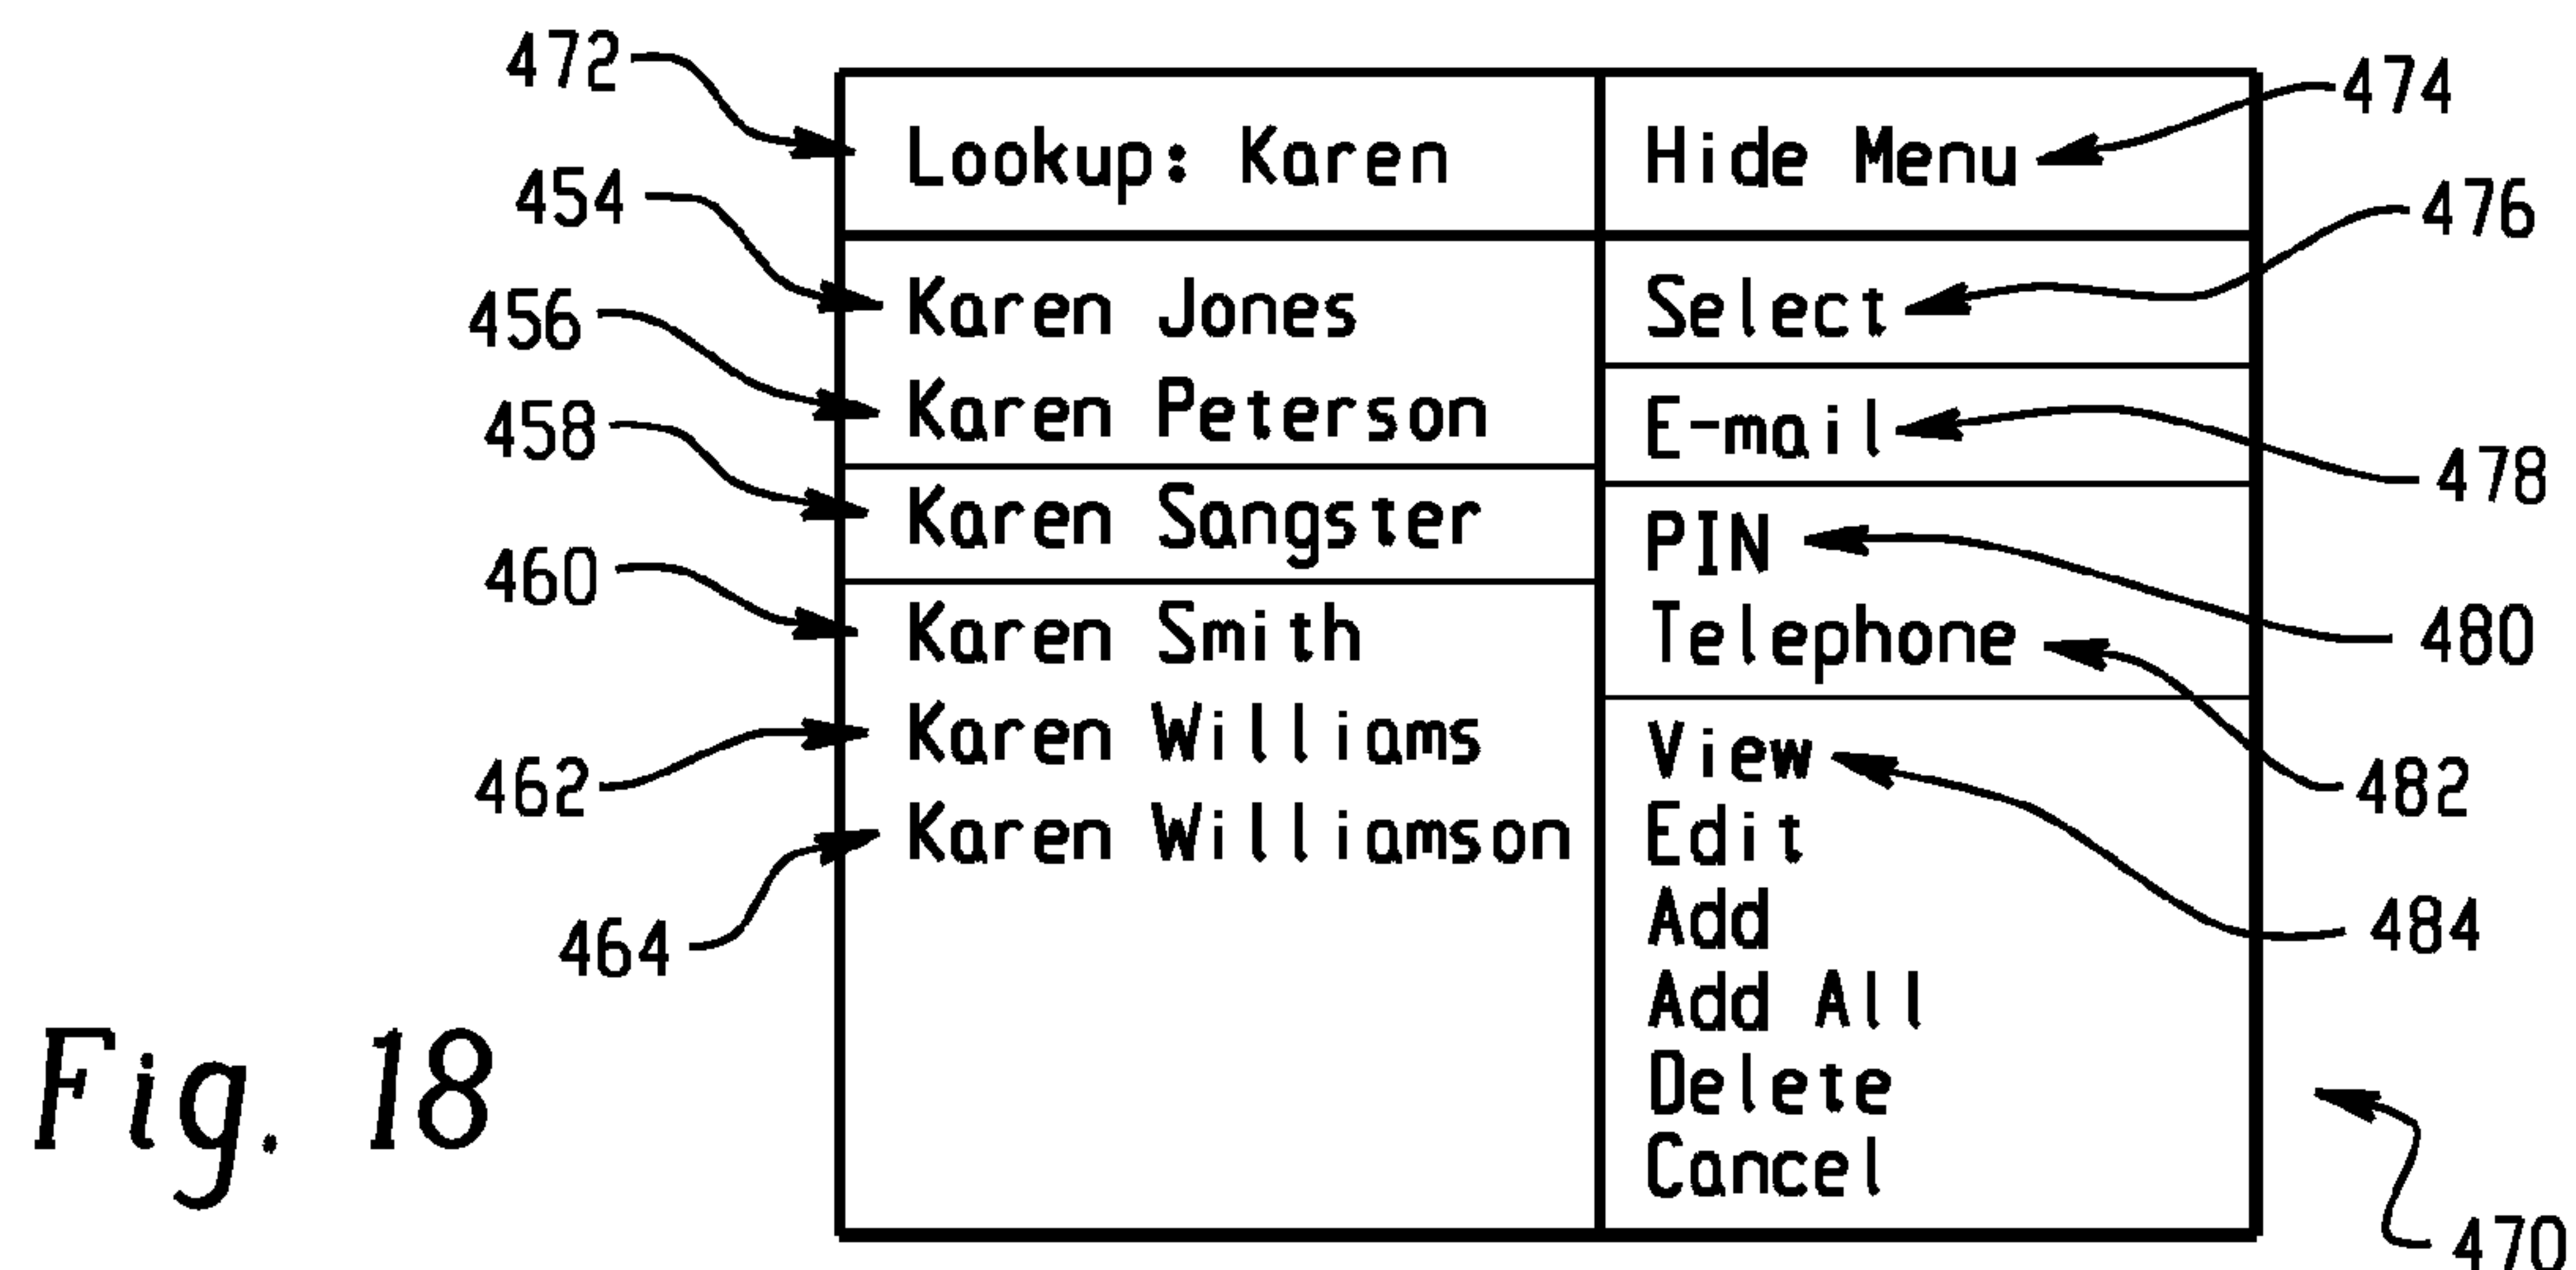 472
454
456
458
460
462
464
Lookup: Karen
Karen Jones
Karen Peterson
Karen Sangster
Karen Smith
Karen Williams
Karen Williamson
Hide Menu
Select
E-mail
PIN
Telephone
View
Edit
Add
Add All
Delete
Cancel
474
476
478
480
482
484
470
Fig. 18